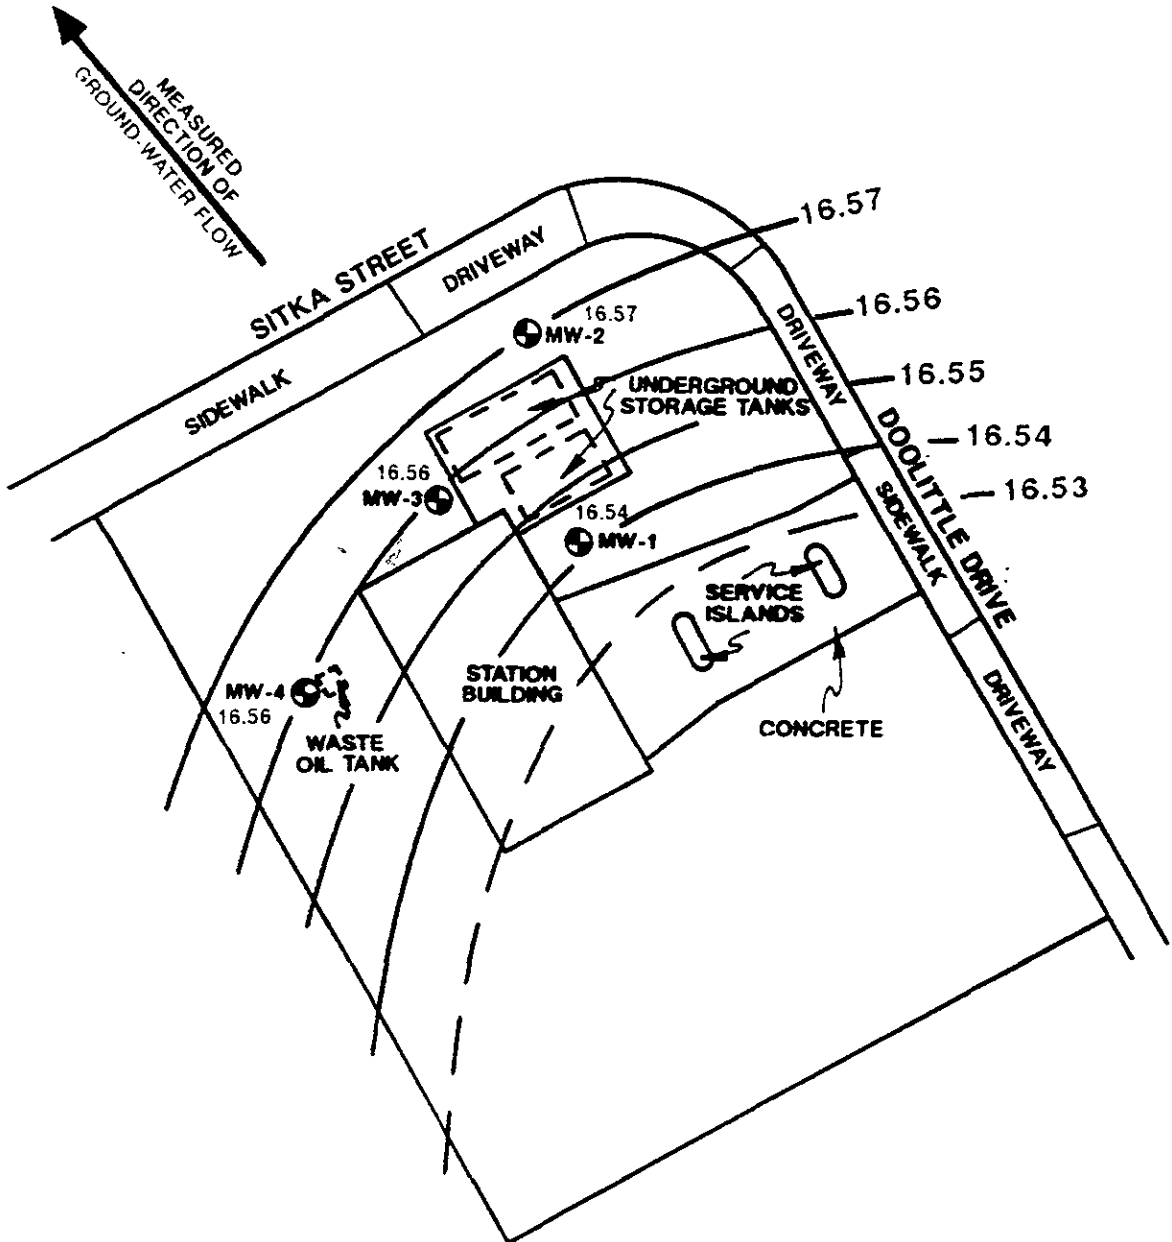 MEASURED
DIRECTION OF
GROUND-WATER FLOW
SITKA STREET
DRIVEWAY
SIDEWALK
16.57
16.56
16.55
16.54
16.53
DOOLITTLE DRIVE
DRIVEWAY
SIDEWALK
DRIVEWAY
16.57
MW-2
UNDERGROUND
STORAGE TANKS
16.56
MW-3
16.54
MW-1
SERVICE
ISLANDS
STATION
BUILDING
MW-4
16.56
WASTE
OIL TANK
CONCRETE